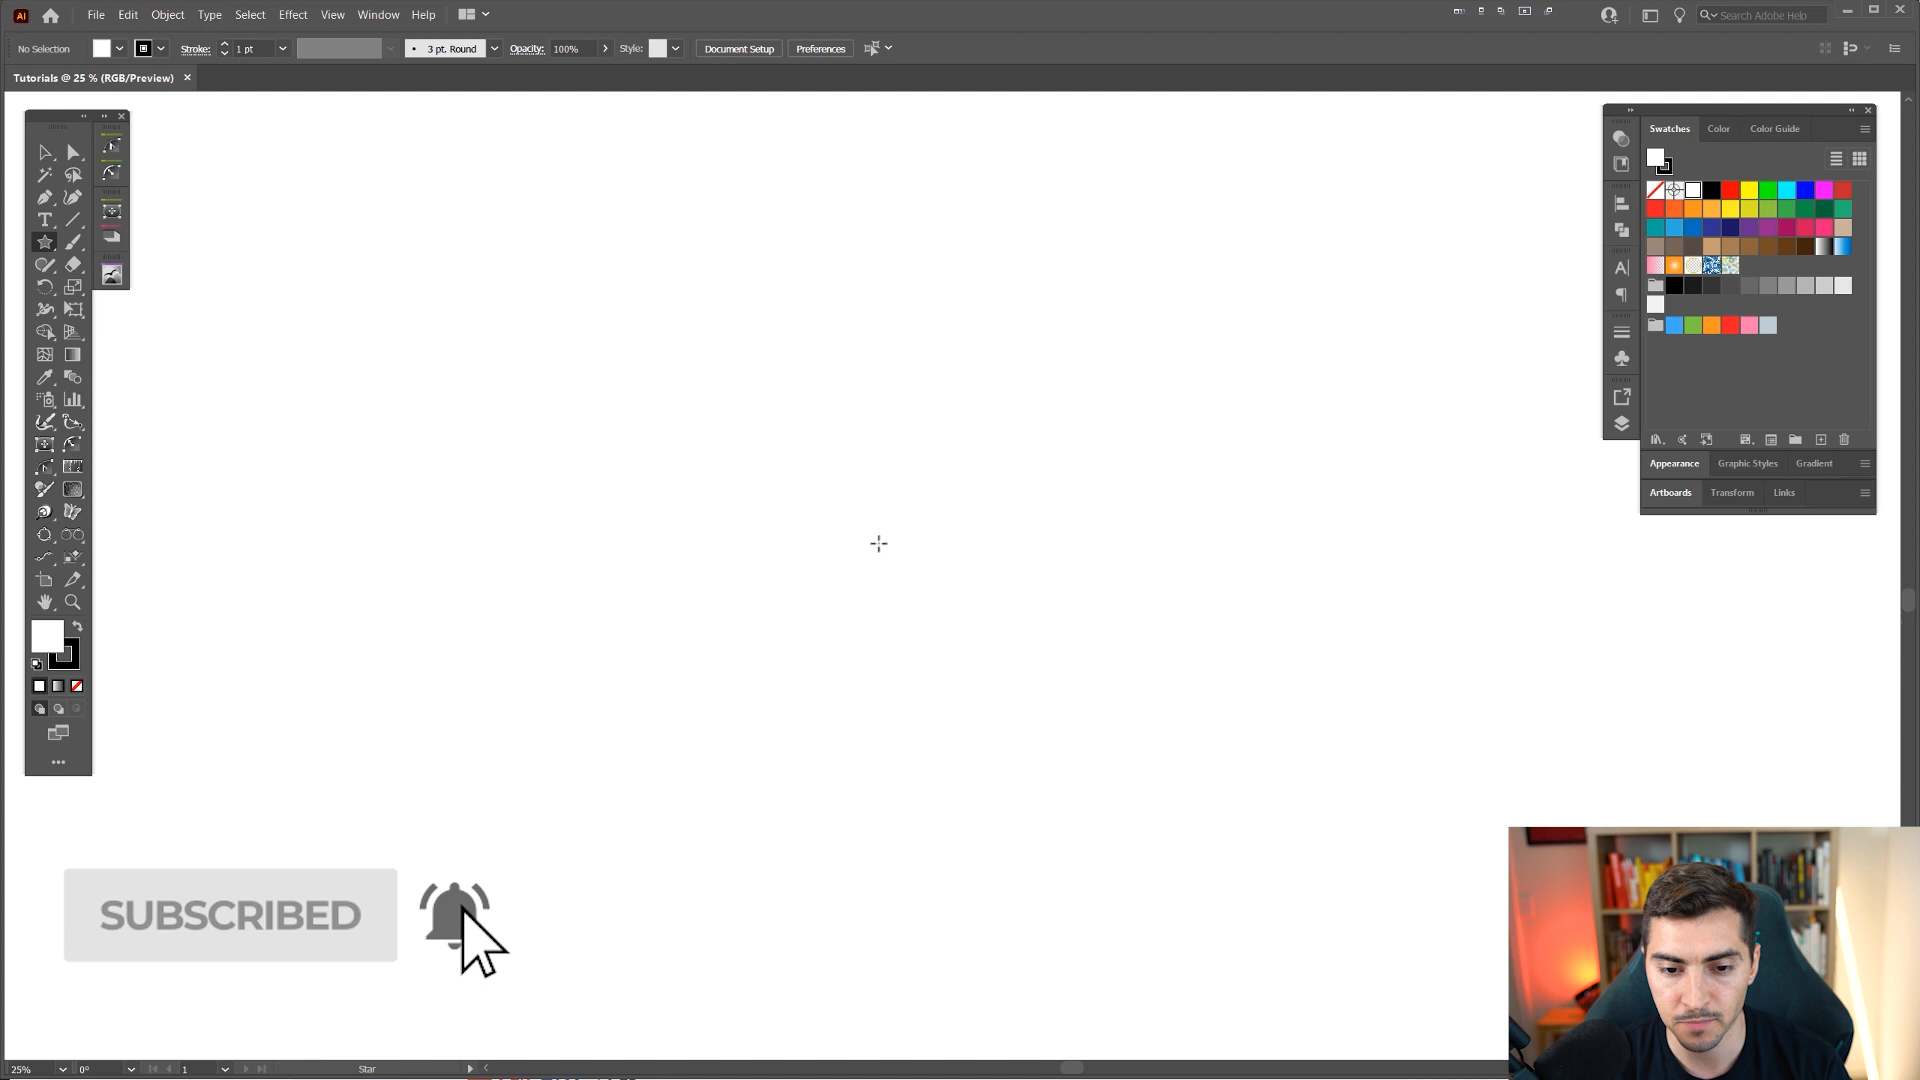 Ai File Edit Object Type Select Effect View Window Help Search Adobe Help
No Selection Stroke: 1 pt 3 pt. Round Opacity: 100% Style: Document Setup Preferences
Tutorials @ 25 % (RGB/Preview)
Swatches Color Color Guide
Appearance Graphic Styles Gradient
Artboards Transform Links
SUBSCRIBED
25% 0° 1 Star